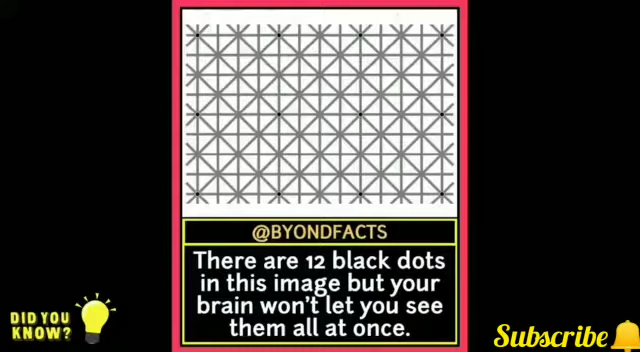 @BYONDFACTS
There are 12 black dots
in this image but your
brain won't let you see
them all at once.
DID YOU
KNOW?
Subscribe